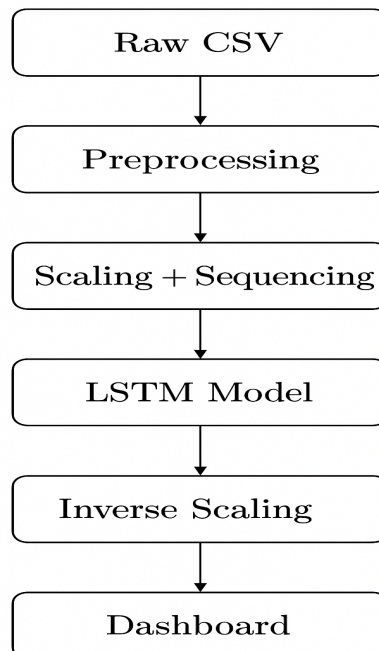 Raw CSV
Preprocessing
Scaling + Sequencing
LSTM Model
Inverse Scaling
Dashboard